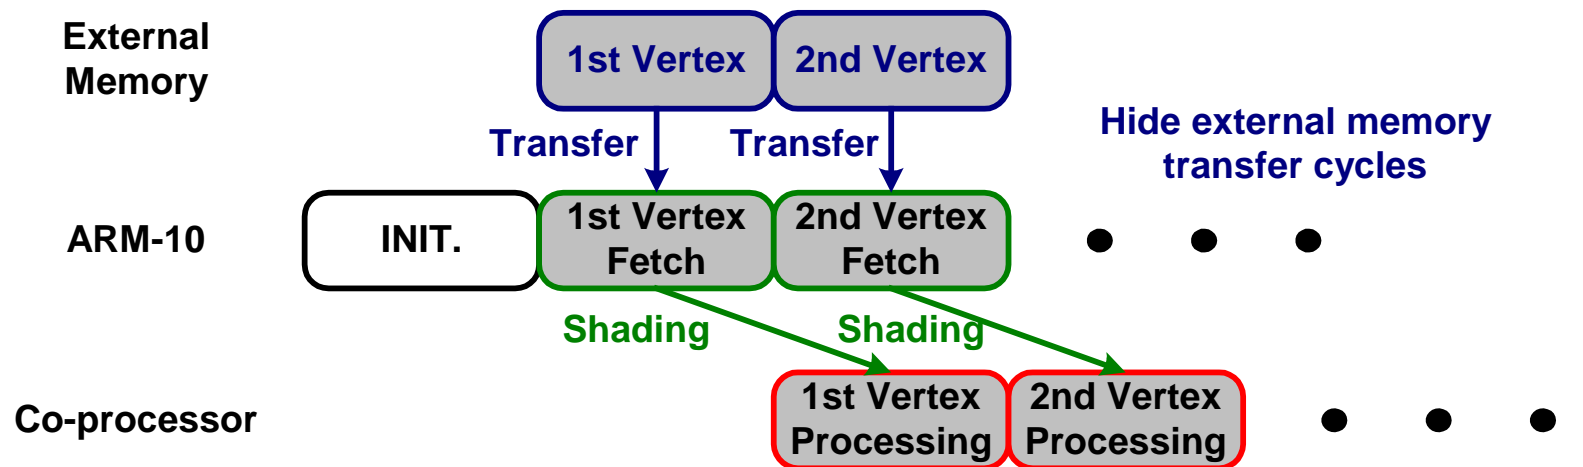 External
Memory
1st Vertex
2nd Vertex
Transfer
Transfer
Hide external memory
transfer cycles
ARM-10
INIT.
1st Vertex
Fetch
2nd Vertex
Fetch
Shading
Shading
Co-processor
1st Vertex
Processing
2nd Vertex
Processing